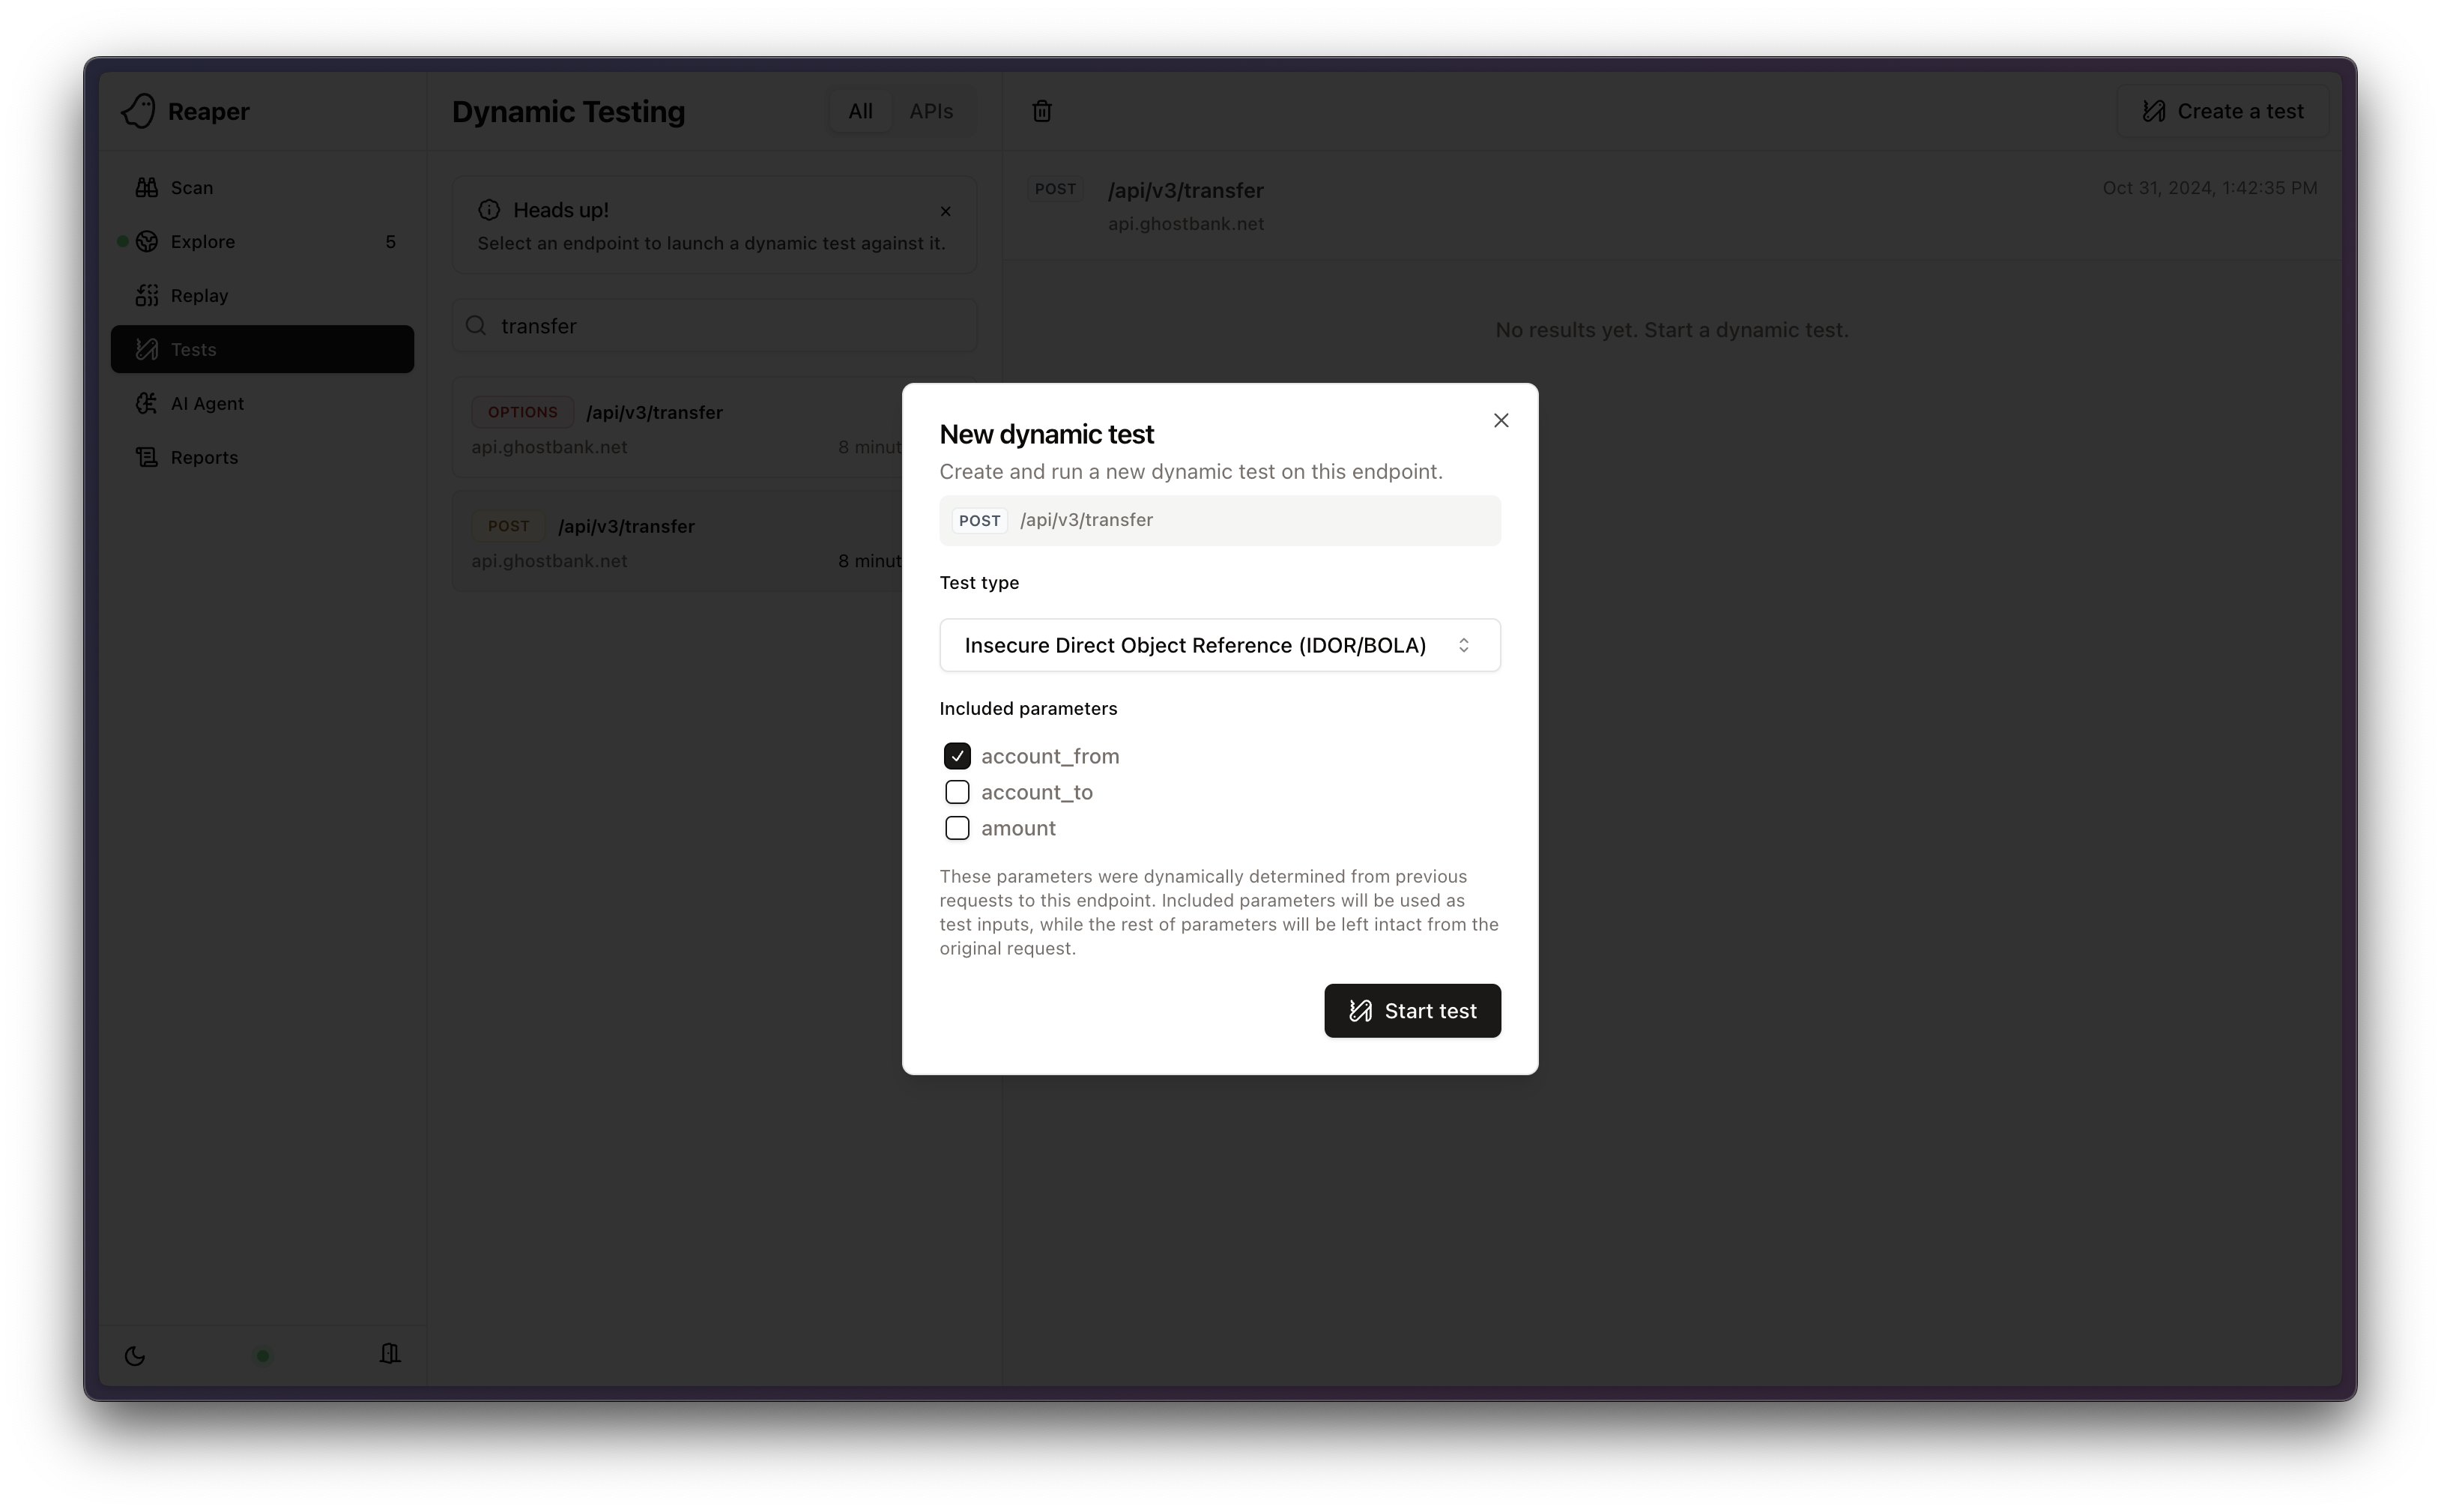 Reaper
Scan
Explore 5
Replay
Tests
AI Agent
Reports
Dynamic Testing
All APIs
Heads up!
Select an endpoint to launch a dynamic test against it.
transfer
OPTIONS /api/v3/transfer
api.ghostbank.net 8 minut
POST /api/v3/transfer
api.ghostbank.net 8 minut
Create a test
POST /api/v3/transfer Oct 31, 2024, 1:42:35 PM
api.ghostbank.net
No results yet. Start a dynamic test.
New dynamic test
Create and run a new dynamic test on this endpoint.
POST /api/v3/transfer
Test type
Insecure Direct Object Reference (IDOR/BOLA)
Included parameters
account_from
account_to
amount
These parameters were dynamically determined from previous
requests to this endpoint. Included parameters will be used as
test inputs, while the rest of parameters will be left intact from the
original request.
Start test